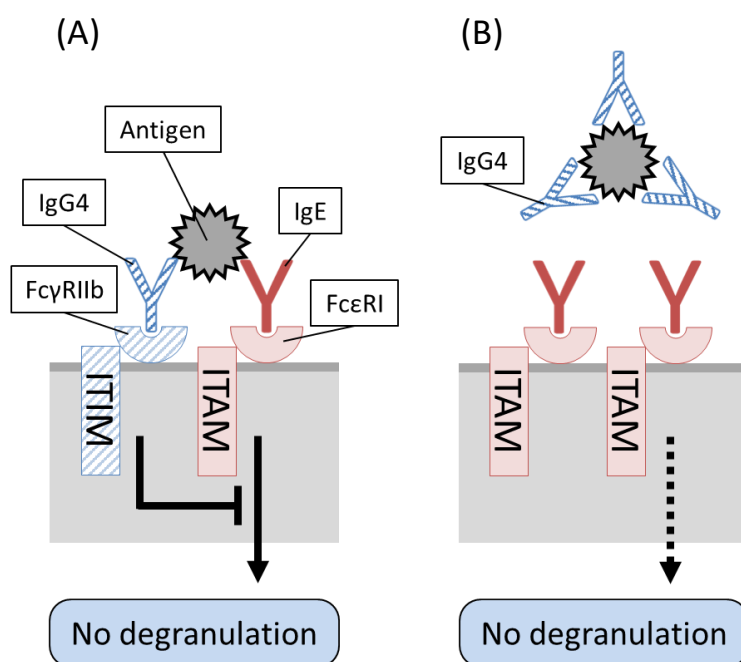 (A)
Antigen
IgG4
IgE
FcγRIIb
FcεRI
ITIM
ITAM
No degranulation
(B)
IgG4
ITAM
ITAM
No degranulation